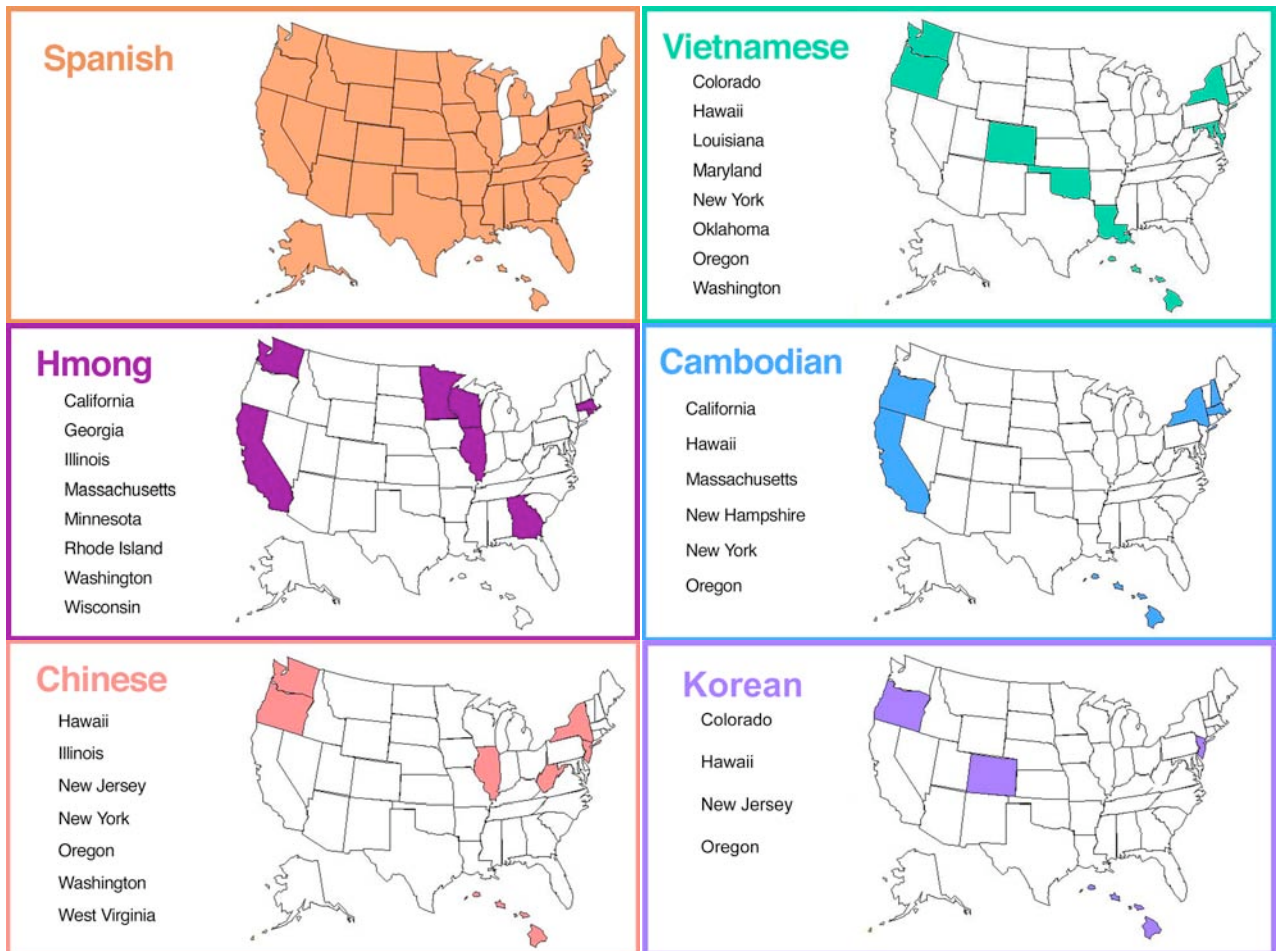 Spanish
Vietnamese
Colorado
Hawaii
Louisiana
Maryland
New York
Oklahoma
Oregon
Washington
Hmong
California
Georgia
Illinois
Massachusetts
Minnesota
Rhode Island
Washington
Wisconsin
Cambodian
California
Hawaii
Massachusetts
New Hampshire
New York
Oregon
Chinese
Hawaii
Illinois
New Jersey
New York
Oregon
Washington
West Virginia
Korean
Colorado
Hawaii
New Jersey
Oregon